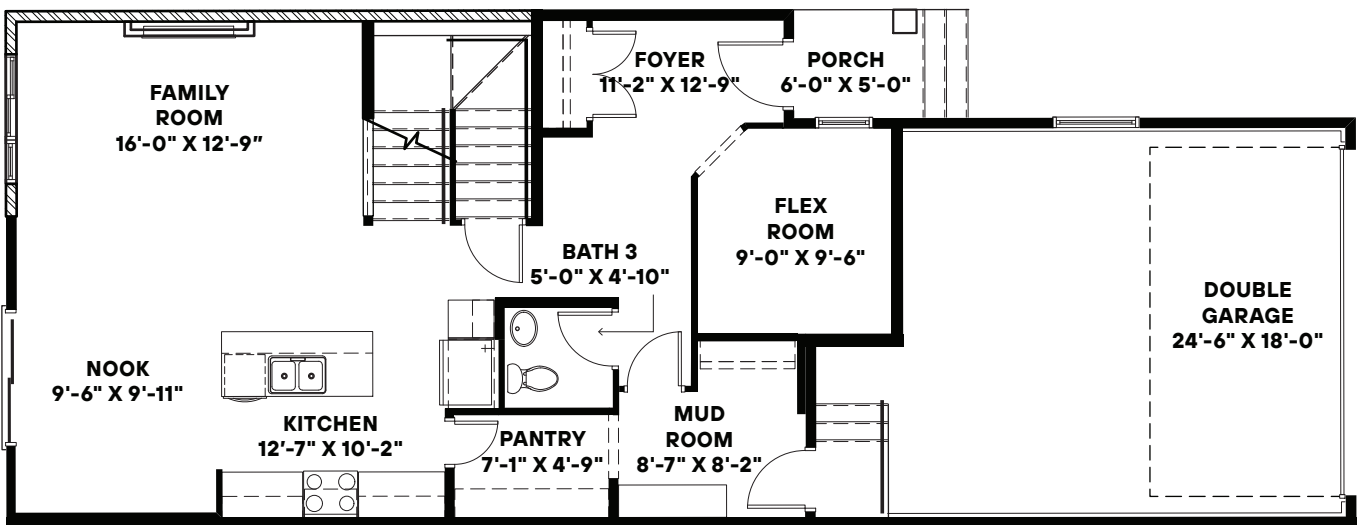 FAMILY
ROOM
16'-0" X 12'-9”
FOYER
11'-2" X 12'-9"
PORCH
6'-0" X 5'-0"
FLEX
ROOM
9'-0" X 9'-6"
BATH 3
5'-0" X 4'-10"
DOUBLE
GARAGE
24'-6" X 18'-0"
NOOK
9'-6" X 9'-11"
KITCHEN
12’-7" X 10'-2"
PANTRY
7'-1" X 4'-9"
MUD
ROOM
8'-7" X 8'-2"